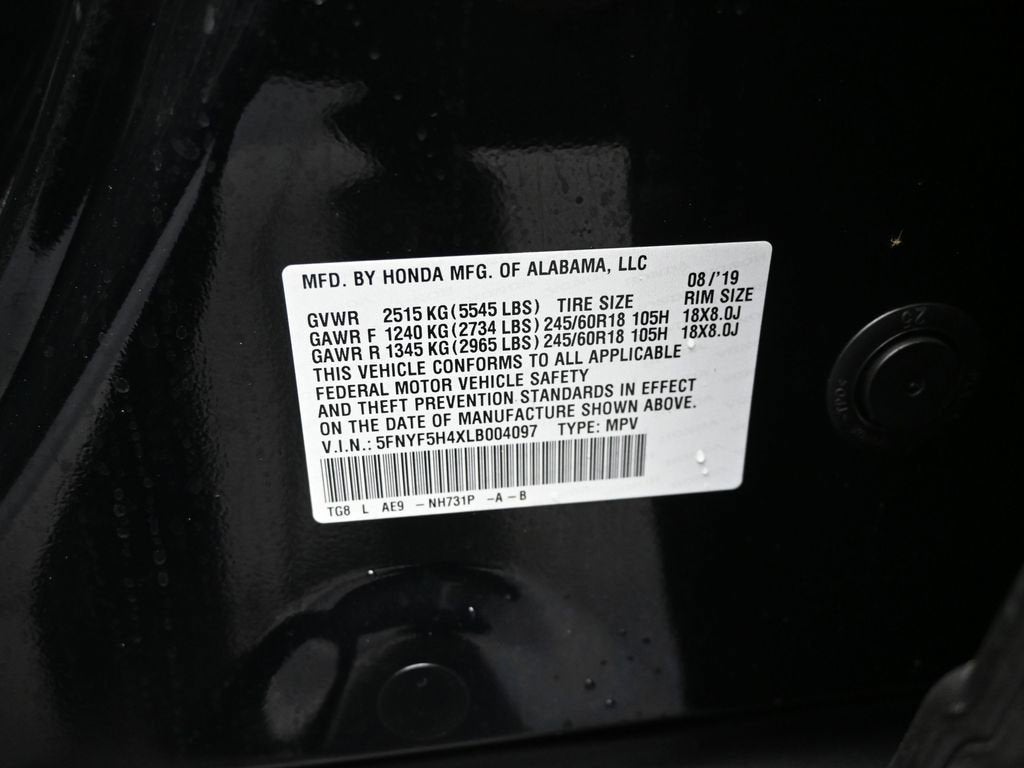 MFD. BY HONDA MFG. OF ALABAMA, LLC
08/'19
GVWR 2515 KG(5545 LBS) TIRE SIZE RIM SIZE
GAWR F 1240 KG(2734 LBS) 245/60R18 105H 18X8.0J
GAWR R 1345 KG(2965 LBS) 245/60R18 105H 18X8.0J
THIS VEHICLE CONFORMS TO ALL APPLICABLE
FEDERAL MOTOR VEHICLE SAFETY
AND THEFT PREVENTION STANDARDS IN EFFECT
ON THE DATE OF MANUFACTURE SHOWN ABOVE.
V.I.N.: 5FNYF5H4XLB004097 TYPE: MPV
TG8 L AE9 - NH731P -A - B
25